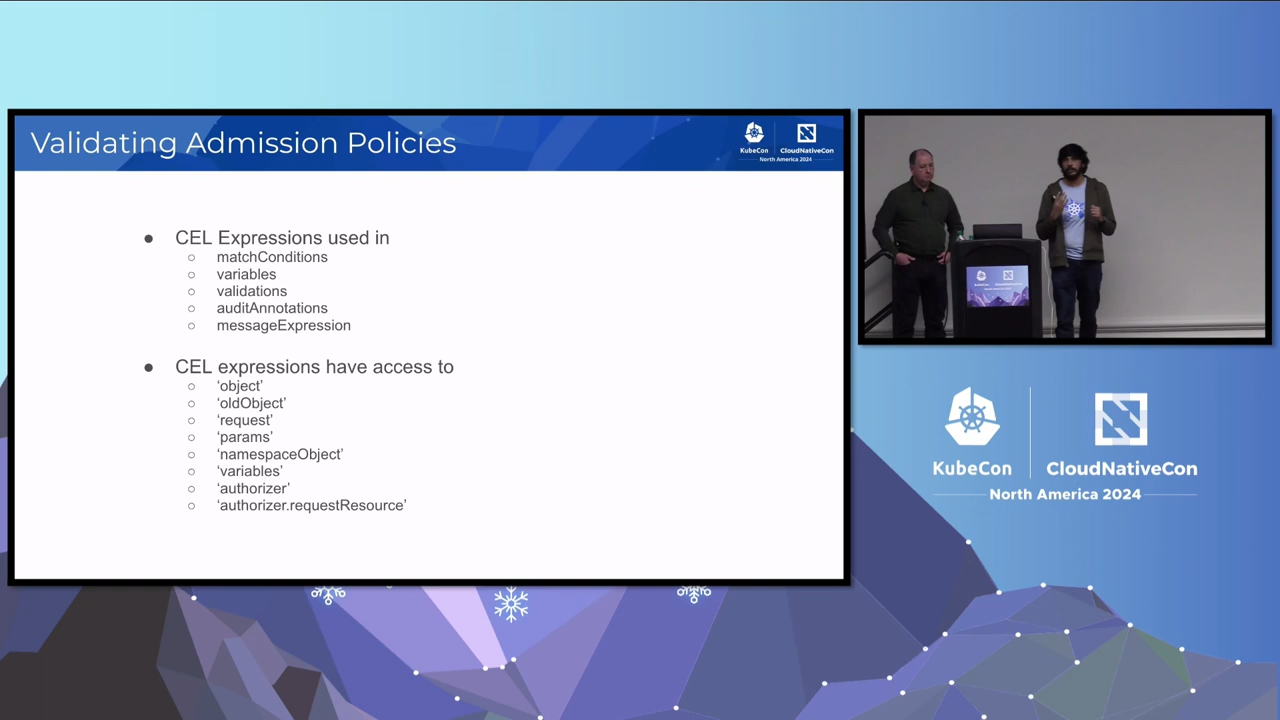 Validating Admission Policies
KubeCon
CloudNativeCon
North America 2024
● CEL Expressions used in
○ matchConditions
○ variables
○ validations
○ auditAnnotations
○ messageExpression
● CEL expressions have access to
○ ‘object’
○ ‘oldObject’
○ ‘request’
○ ‘params’
○ ‘namespaceObject’
○ ‘variables’
○ ‘authorizer’
○ ‘authorizer.requestResource’
KubeCon
CloudNativeCon
North America 2024